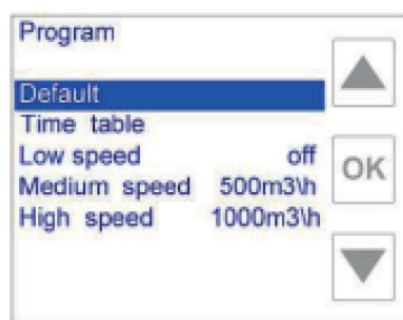 Program
Default
Time table
Low speed off
Medium speed 500m3\h
High speed 1000m3\h
OK